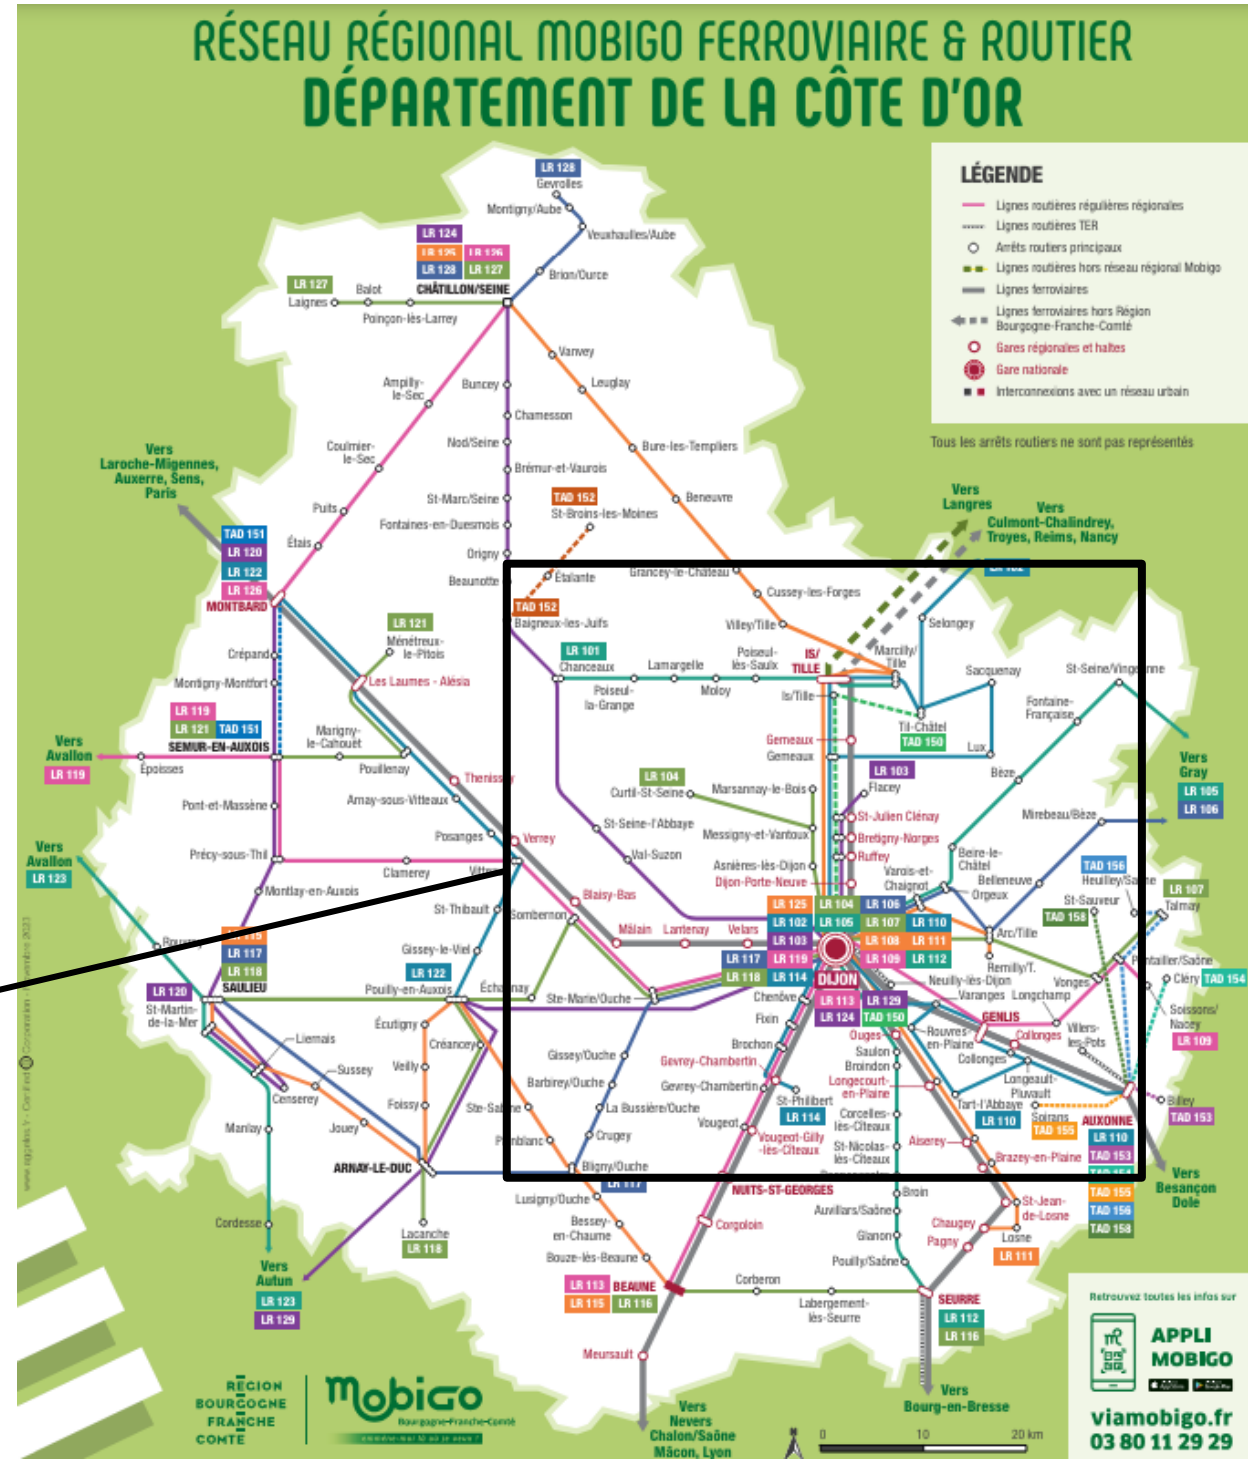 RÉSEAU RÉGIONAL MOBIGO FERROVIAIRE & ROUTIER
DÉPARTEMENT DE LA CÔTE D'OR
LÉGENDE
Lignes routières régulières régionales
Lignes routières TER
Arrêts routiers principaux
Lignes routières hors réseau régional Mobigo
Lignes ferroviaires
Lignes ferroviaires hors Région
Bourgogne-Franche-Comté
Gares régionales et haltes
Gare nationale
Interconnexions avec un réseau urbain
Tous les arrêts routiers ne sont pas représentés
LR 128
Gevrolles
Montigny/Aube
Veuxhaulles/Aube
Brion/Ource
LR 124
LR 125 LR 126
LR 128 LR 127
CHÂTILLON/SEINE
LR 127
Laignes
Balot
Poinçon-lès-Larrey
Vanvey
Leuglay
Bure-les-Templiers
Beneuvre
Grancey-le-Château
Cussey-les-Forges
Villey/Tille
Ampilly-
le-Sec
Coulmier-
le-Sec
Puits
Étais
Buncey
Chamesson
Nod/Seine
Brémur-et-Vaurois
St-Marc/Seine
Fontaines-en-Duesmois
Origny
Beaunotte
TAD 152
St-Broins-les-Moines
Étalante
TAD 152
Baigneux-les-Juifs
Vers
Laroche-Migennes,
Auxerre, Sens,
Paris
TAD 151
LR 120
LR 122
LR 126
MONTBARD
Crépand
Montigny-Montfort
LR 121
Ménétreux-
le-Pitois
Les Laumes - Alésia
LR 119
LR 121 TAD 151
SEMUR-EN-AUXOIS
Marigny-
le-Cahouët
Pouillenay
Vers
Avallon
LR 119
Époisses
Pont-et-Massène
Précy-sous-Thil
Clamerey
Arnay-sous-Vitteaux
Posanges
Thenissey
Verrey
Vers
Avallon
LR 123
Montlay-en-Auxois
St-Thibault
Gissey-le-Viel
Sombernon
Blaisy-Bas
Mâlain
Lantenay
Velars
Vers
Langres
Vers
Culmont-Chalindrey,
Troyes, Reims, Nancy
LR 102
Selongey
Marcilly/
Tille
IS/
TILLE
Is/Tille
LR 101
Chanceaux
Poiseul-
la-Grange
Lamargelle
Moloy
Poiseul-
lès-Saulx
Sacquenay
St-Seine/Vingeanne
Fontaine-
Française
Til-Châtel
TAD 150
Lux
Gemeaux
Gemeaux
Bèze
Vers
Gray
LR 105
LR 106
LR 103
Flacey
LR 104
Curtil-St-Seine
Marsannay-le-Bois
St-Julien Clénay
Messigny-et-Vantoux
Bretigny-Norges
Ruffey
Asnières-lès-Dijon
Dijon-Porte-Neuve
St-Seine-l'Abbaye
Val-Suzon
Mirebeau/Bèze
Beire-le-
Châtel
Varois-et-
Chaignot
Belleneuve
Orgeux
TAD 156
Heuilley/Saône
St-Sauveur
TAD 158
LR 107
Talmay
LR 125 LR 104 LR 106
LR 102 LR 105 LR 107 LR 110
LR 103 LR 108 LR 111
LR 117 LR 119 LR 109 LR 112
LR 118 LR 114
DIJON
LR 113 LR 129
LR 124 TAD 150
Arc/Tille
Remilly/T.
Vonges
Pontailler/Saône
Cléry TAD 154
Soissons/
Nacey
LR 109
Neuilly-lès-Dijon
Varanges
Longchamp
GENLIS
Collonges
Collonges
Villers-
les-Pots
Rouvres-
en-Plaine
Longeault-
Pluvault
Tart-l'Abbaye
LR 110
Soirans
TAD 155
Billey
TAD 153
AUXONNE
LR 110
TAD 153
TAD 154
TAD 155
TAD 156
TAD 158
Vers
Besançon
Dole
LR 115
LR 117
LR 118
SAULIEU
LR 120
St-Martin-
de-la-Mer
Liernais
Sussey
Censerey
Jouey
Manlay
Cordesse
Vers
Autun
LR 123
LR 129
LR 122
Pouilly-en-Auxois
Échannay
Ste-Marie/Ouche
Écutigny
Créancey
Veilly
Foissy
ARNAY-LE-DUC
Lacanche
LR 118
Ste-Sabine
Gissey/Ouche
Barbirey/Ouche
La Bussière/Ouche
Crugey
Bligny/Ouche
LR 117
Lusigny/Ouche
Bessey-
en-Chaume
Bouze-lès-Beaune
LR 113 BEAUNE
LR 115 LR 116
Chenôve
Fixin
Brochon
Gevrey-Chambertin
Gevrey-Chambertin
St-Philibert
LR 114
Vougeot
Vougeot-Gilly
-lès-Cîteaux
NUITS-ST-GEORGES
Corgoloin
Ouges
Saulon
Broindon
Longecourt-
en-Plaine
Corcelles-
lès-Cîteaux
St-Nicolas-
lès-Cîteaux
Aiserey
Brazey-en-Plaine
Broin
Auvillars/Saône
Glanon
Pouilly/Saône
Chaugey
Pagny
St-Jean-
de-Losne
Losne
LR 111
Corberon
Labergement-
lès-Seurre
SEURRE
LR 112
LR 116
Meursault
Vers
Nevers
Chalon/Saône
Mâcon, Lyon
Vers
Bourg-en-Bresse
0 10 20 km
N
RÉGION
BOURGOGNE
FRANCHE
COMTÉ
mobiGo
Bourgogne-Franche-Comté
Retrouvez toutes les infos sur
APPLI
MOBIGO
viamobigo.fr
03 80 11 29 29